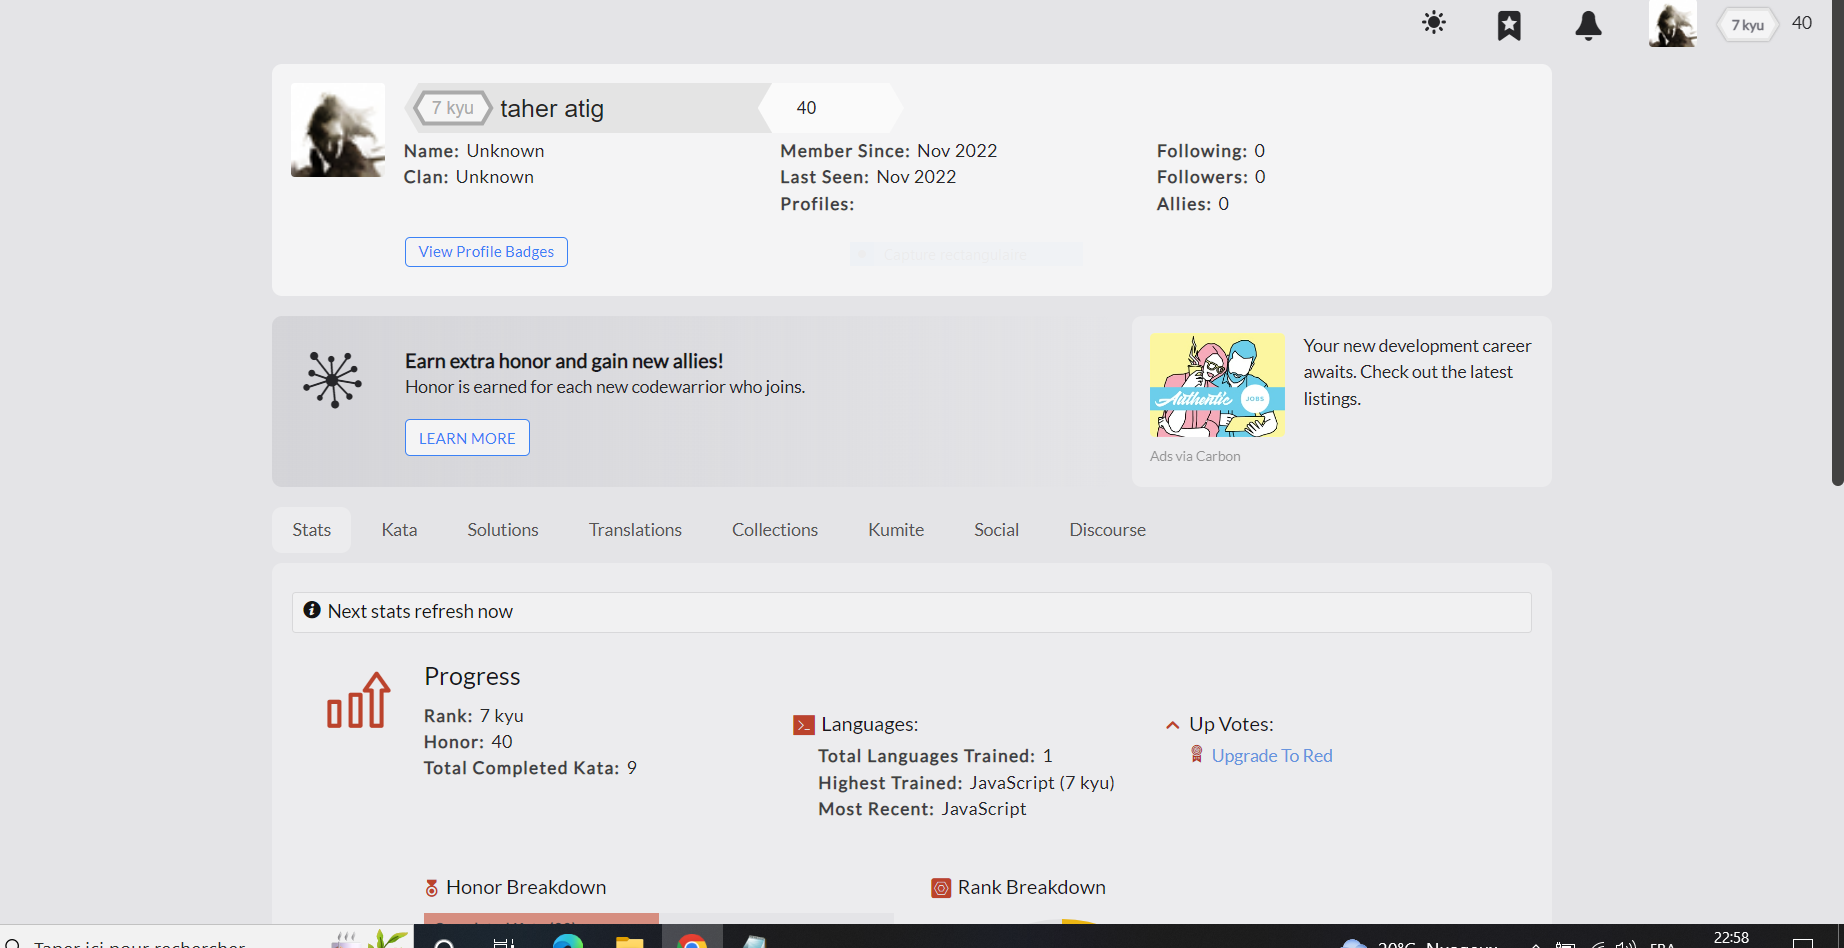 7 kyu 40
7 kyu taher atig 40
Name: Unknown
Clan: Unknown
Member Since: Nov 2022
Last Seen: Nov 2022
Profiles:
Following: 0
Followers: 0
Allies: 0
View Profile Badges
Capture rectangulaire
Earn extra honor and gain new allies!
Honor is earned for each new codewarrior who joins.
LEARN MORE
Authentic JOBS
Your new development career
awaits. Check out the latest
listings.
Ads via Carbon
Stats Kata Solutions Translations Collections Kumite Social Discourse
Next stats refresh now
Progress
Rank: 7 kyu
Honor: 40
Total Completed Kata: 9
Languages:
Total Languages Trained: 1
Highest Trained: JavaScript (7 kyu)
Most Recent: JavaScript
Up Votes:
Upgrade To Red
Honor Breakdown
Rank Breakdown
Taper ici pour rechercher
20°C Nuageux
FRA
22:58